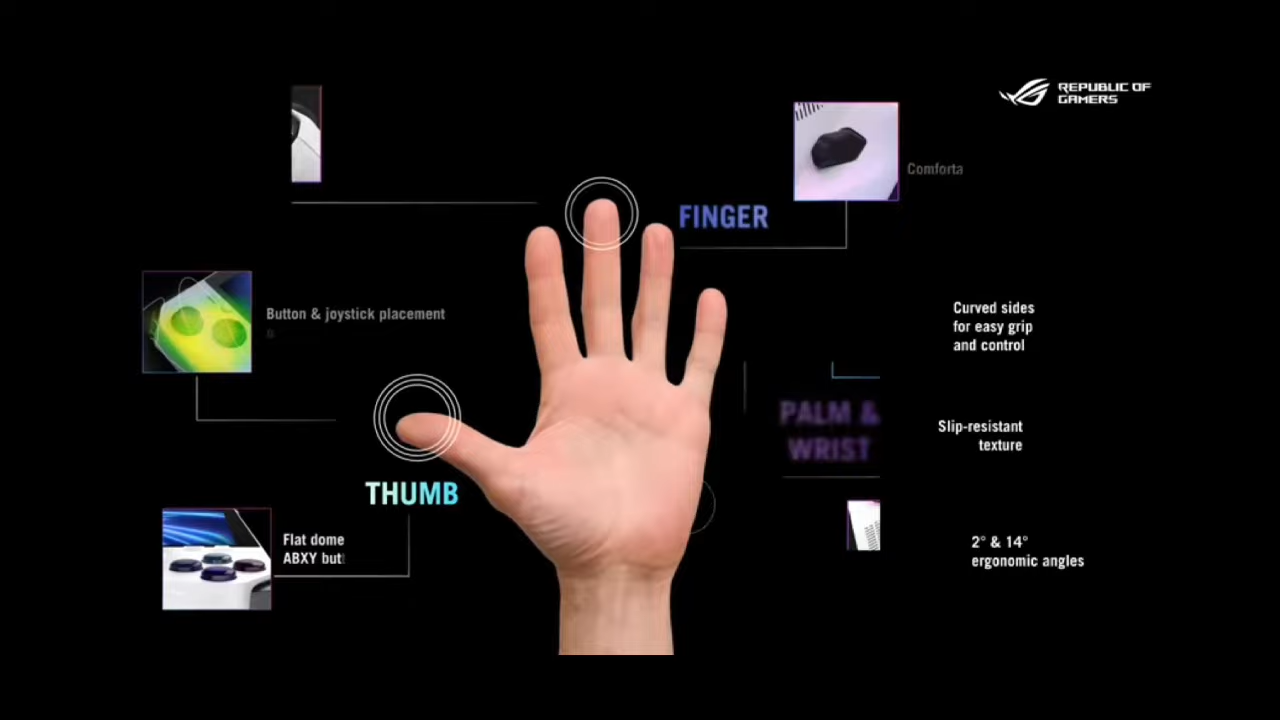 REPUBLIC OF
GAMERS
FINGER
Comforta
Button & joystick placement
Curved sides
for easy grip
and control
PALM &
WRIST
Slip-resistant
texture
THUMB
Flat dome
ABXY but
2° & 14°
ergonomic angles